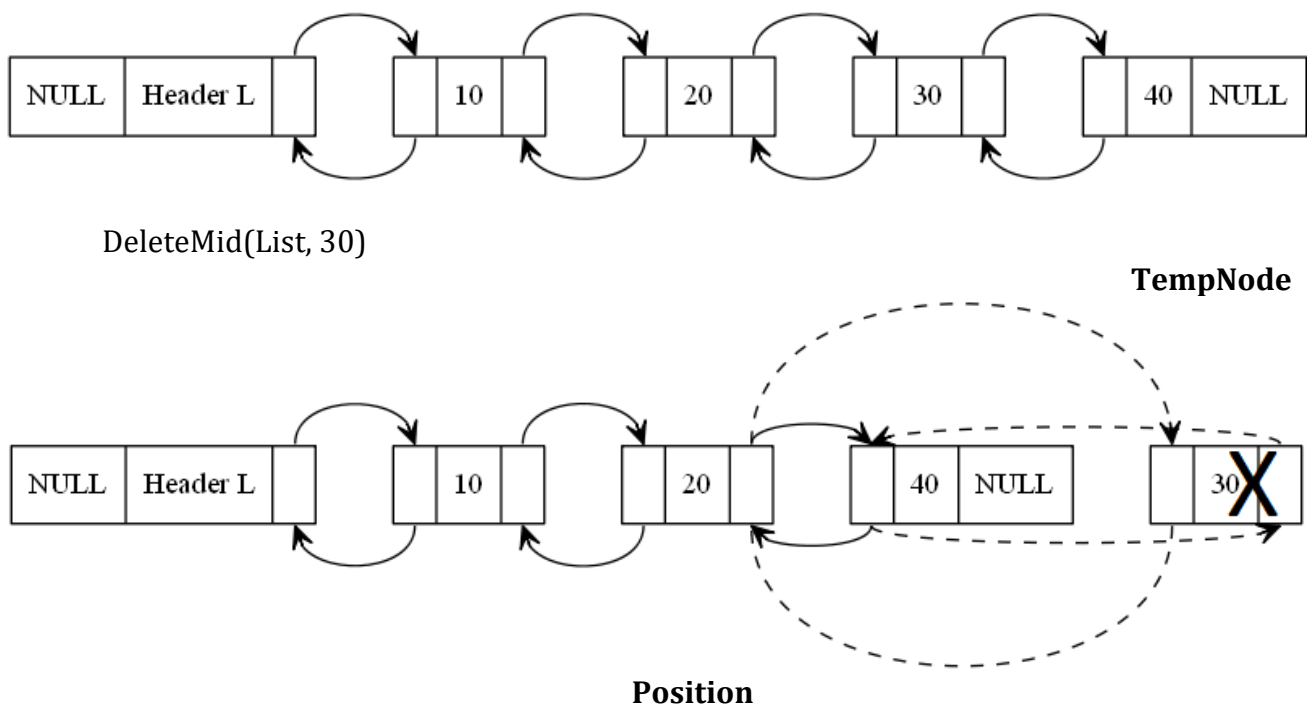 NULL Header L 10 20 30 40 NULL
DeleteMid(List, 30)
TempNode
NULL Header L 10 20 40 NULL 30 X
Position